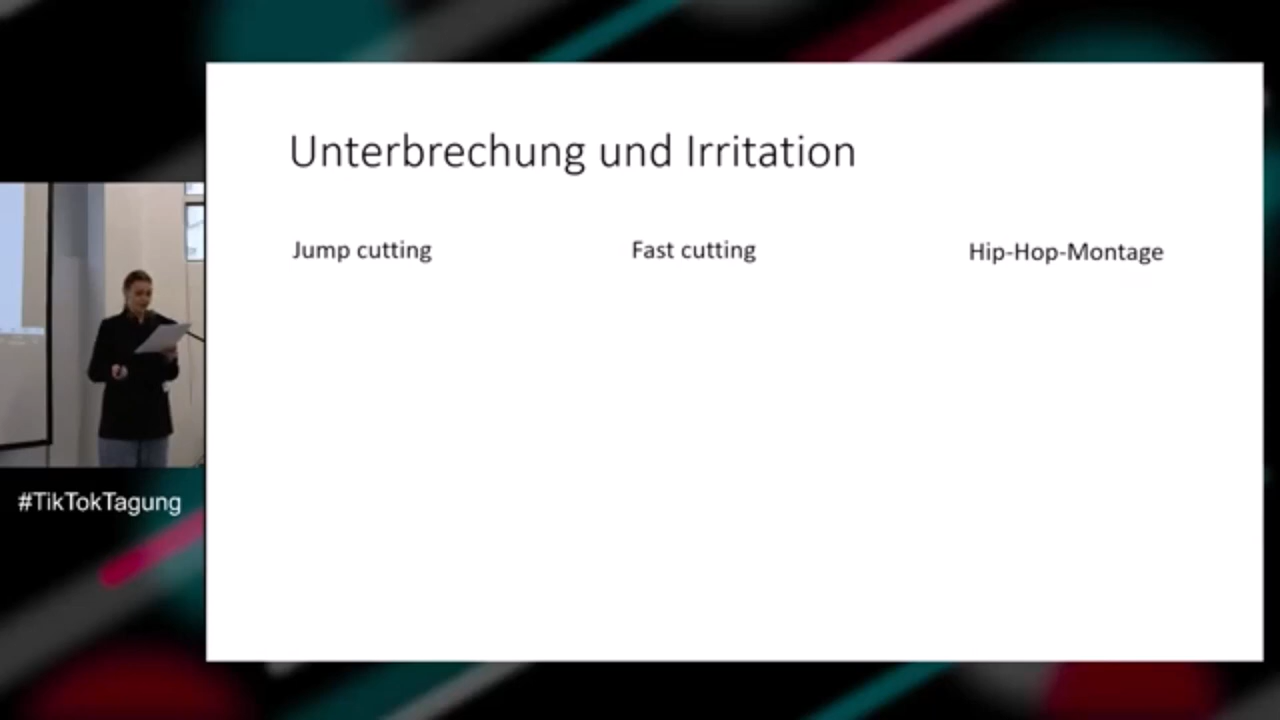 Unterbrechung und Irritation
Jump cutting
Fast cutting
Hip-Hop-Montage
#TikTokTagung